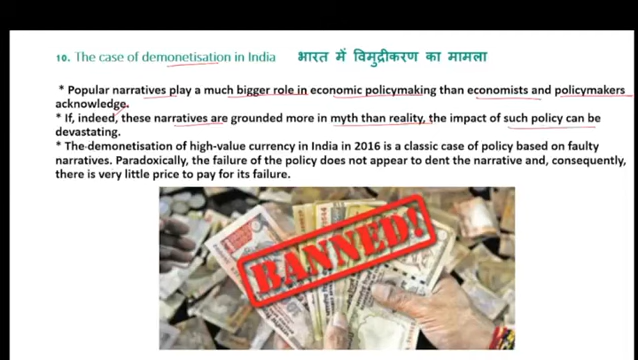 10. The case of demonetisation in India भारत में विमुद्रीकरण का मामला
* Popular narratives play a much bigger role in economic policymaking than economists and policymakers
acknowledge.
* If, indeed, these narratives are grounded more in myth than reality, the impact of such policy can be
devastating.
* The demonetisation of high-value currency in India in 2016 is a classic case of policy based on faulty
narratives. Paradoxically, the failure of the policy does not appear to dent the narrative and, consequently,
there is very little price to pay for its failure.
BANNED!